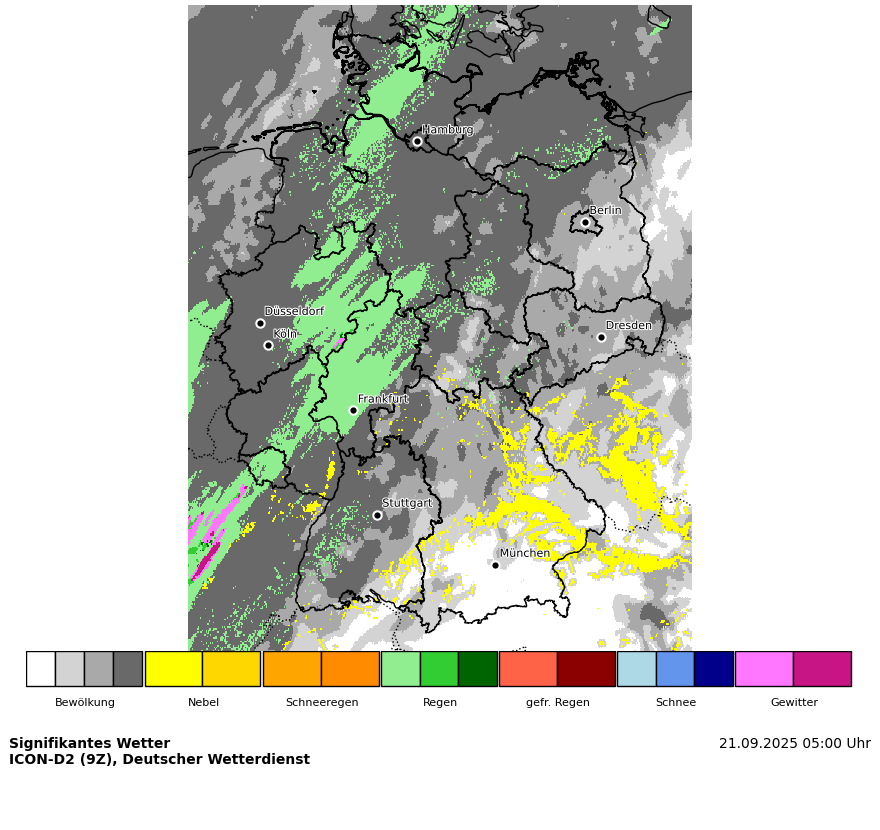 Hamburg
Berlin
Düsseldorf
Köln
Dresden
Frankfurt
Stuttgart
München
Bewölkung Nebel Schneeregen Regen gefr. Regen Schnee Gewitter
Signifikantes Wetter 21.09.2025 05:00 Uhr
ICON-D2 (9Z), Deutscher Wetterdienst